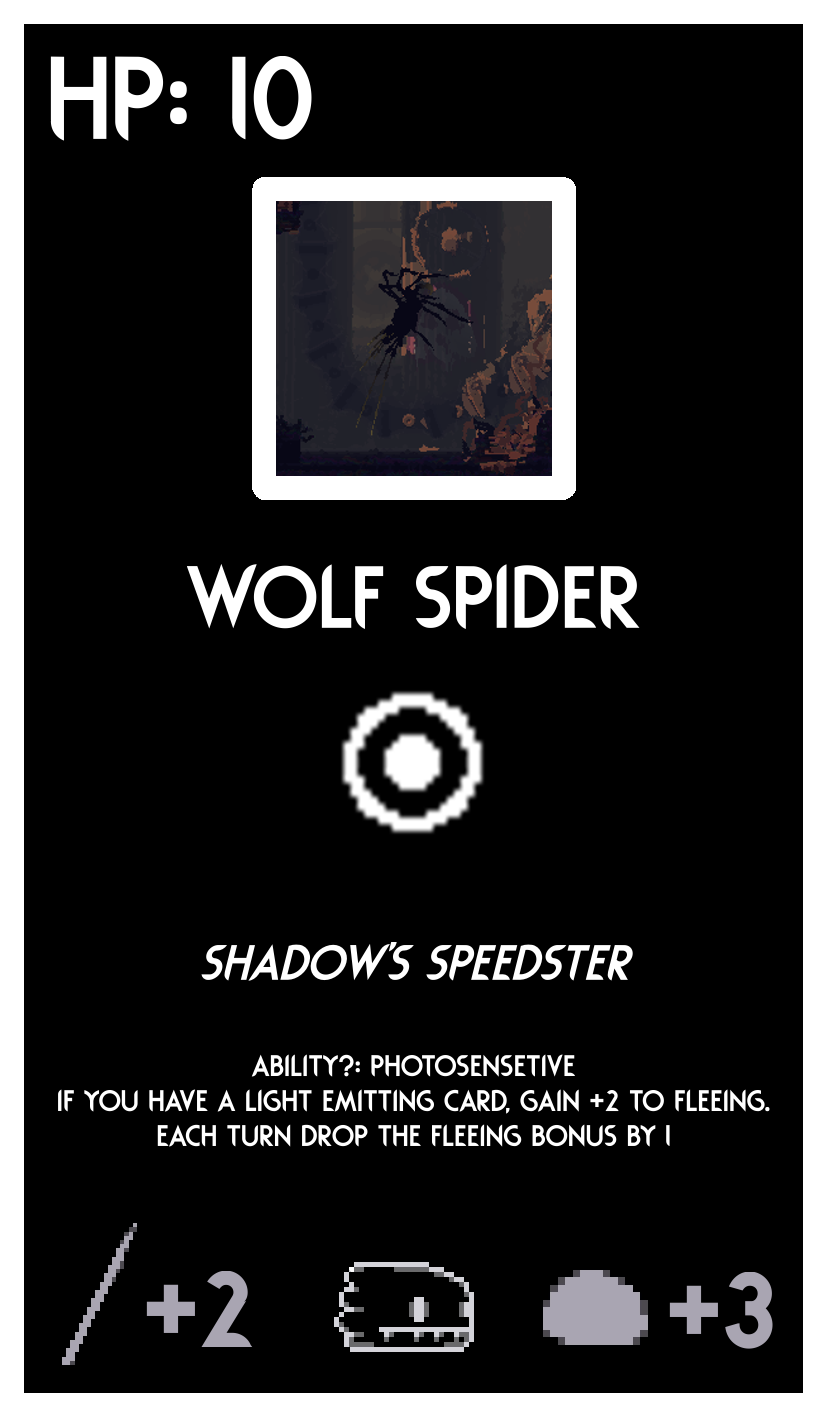 HP: 10
WOLF SPIDER
SHADOW'S SPEEDSTER
ABILITY?: PHOTOSENSETIVE
IF YOU HAVE A LIGHT EMITTING CARD, GAIN +2 TO FLEEING.
EACH TURN DROP THE FLEEING BONUS BY 1
+2 +3